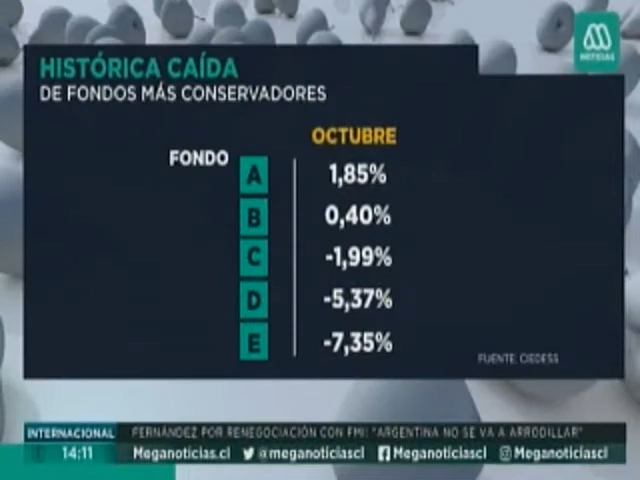 NOTICIAS
HISTÓRICA CAÍDA
DE FONDOS MÁS CONSERVADORES
OCTUBRE
FONDO
A 1,85%
B 0,40%
C -1,99%
D -5,37%
E -7,35%
FUENTE: CIEDESS
INTERNACIONAL FERNÁNDEZ POR RENEGOCIACIÓN CON FMI: "ARGENTINA NO SE VA A ARRODILLAR"
14:11 Meganoticias.cl @meganoticiascl Meganoticiascl Meganoticiascl